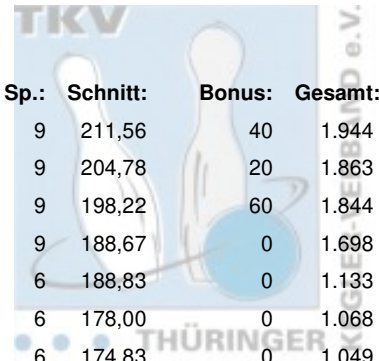 TKV
Sp.: Schnitt: Bonus: Gesamt:
9 211,56 40 1.944
9 204,78 20 1.863
9 198,22 60 1.844
9 188,67 0 1.698
6 188,83 0 1.133
6 178,00 0 1.068
6 174,83 0 1.049
THÜRINGER
KEGLER-VERBAND e.V.